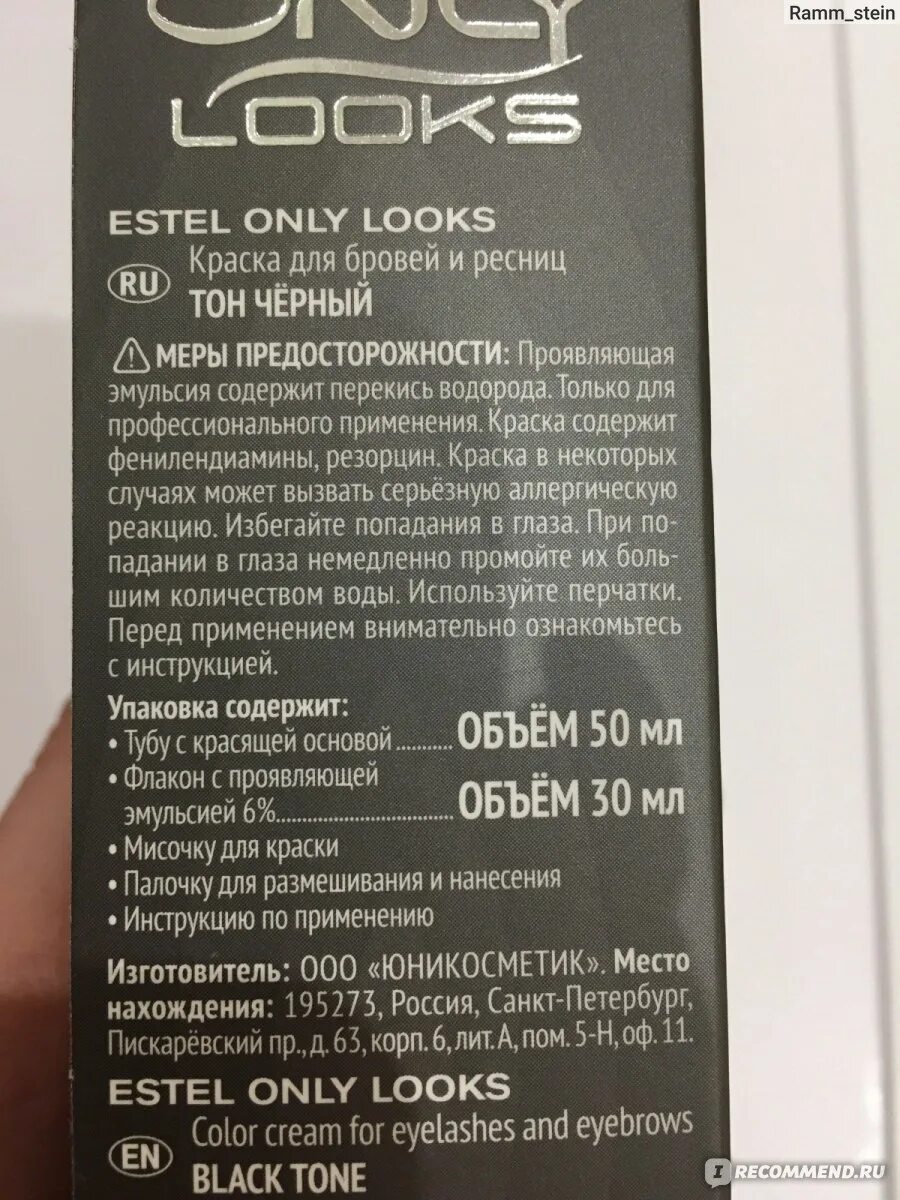 Ramm_stein
ONLY
LOOKS
ESTEL ONLY LOOKS
RU
Краска для бровей и ресниц
ТОН ЧЁРНЫЙ
МЕРЫ ПРЕДОСТОРОЖНОСТИ: Проявляющая
эмульсия содержит перекись водорода. Только для
профессионального применения. Краска содержит
фенилендиамины, резорцин. Краска в некоторых
случаях может вызвать серьёзную аллергическую
реакцию. Избегайте попадания в глаза. При по-
падании в глаза немедленно промойте их боль-
шим количеством воды. Используйте перчатки.
Перед применением внимательно ознакомьтесь
с инструкцией.
Упаковка содержит:
• Тубу с красящей основой.......... ОБЪЁМ 50 мл
• Флакон с проявляющей
эмульсией 6%.............................. ОБЪЁМ 30 мл
• Мисочку для краски
• Палочку для размешивания и нанесения
• Инструкцию по применению
Изготовитель: ООО «ЮНИКОСМЕТИК». Место
нахождения: 195273, Россия, Санкт-Петербург,
Пискарёвский пр., д. 63, корп. 6, лит. А, пом. 5-Н, оф. 11.
ESTEL ONLY LOOKS
EN
Color cream for eyelashes and eyebrows
BLACK TONE
IRECOMMEND.RU